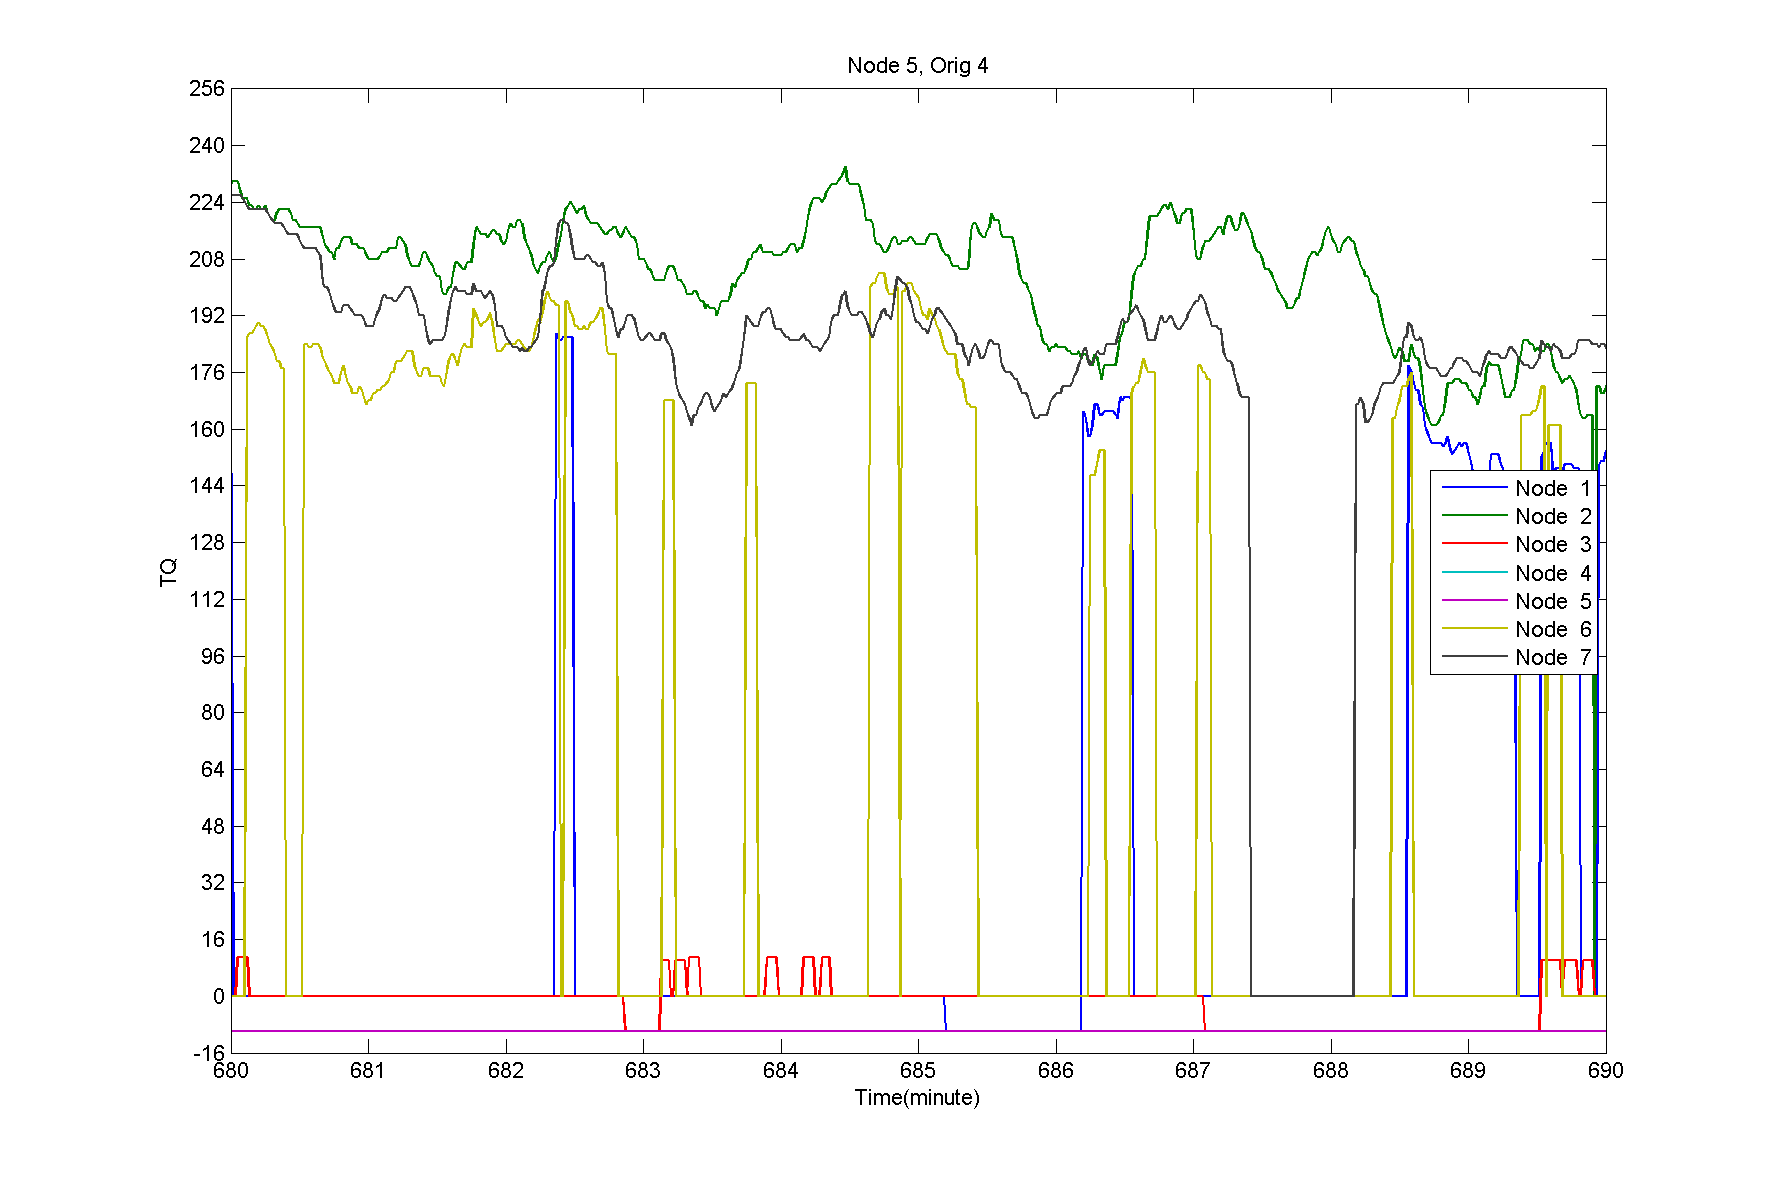 Node 5, Orig 4
256
240
224
208
192
176
160
144
128
112
96
80
64
48
32
16
0
-16
TQ
Node 1
Node 2
Node 3
Node 4
Node 5
Node 6
Node 7
680 681 682 683 684 685 686 687 688 689 690
Time(minute)